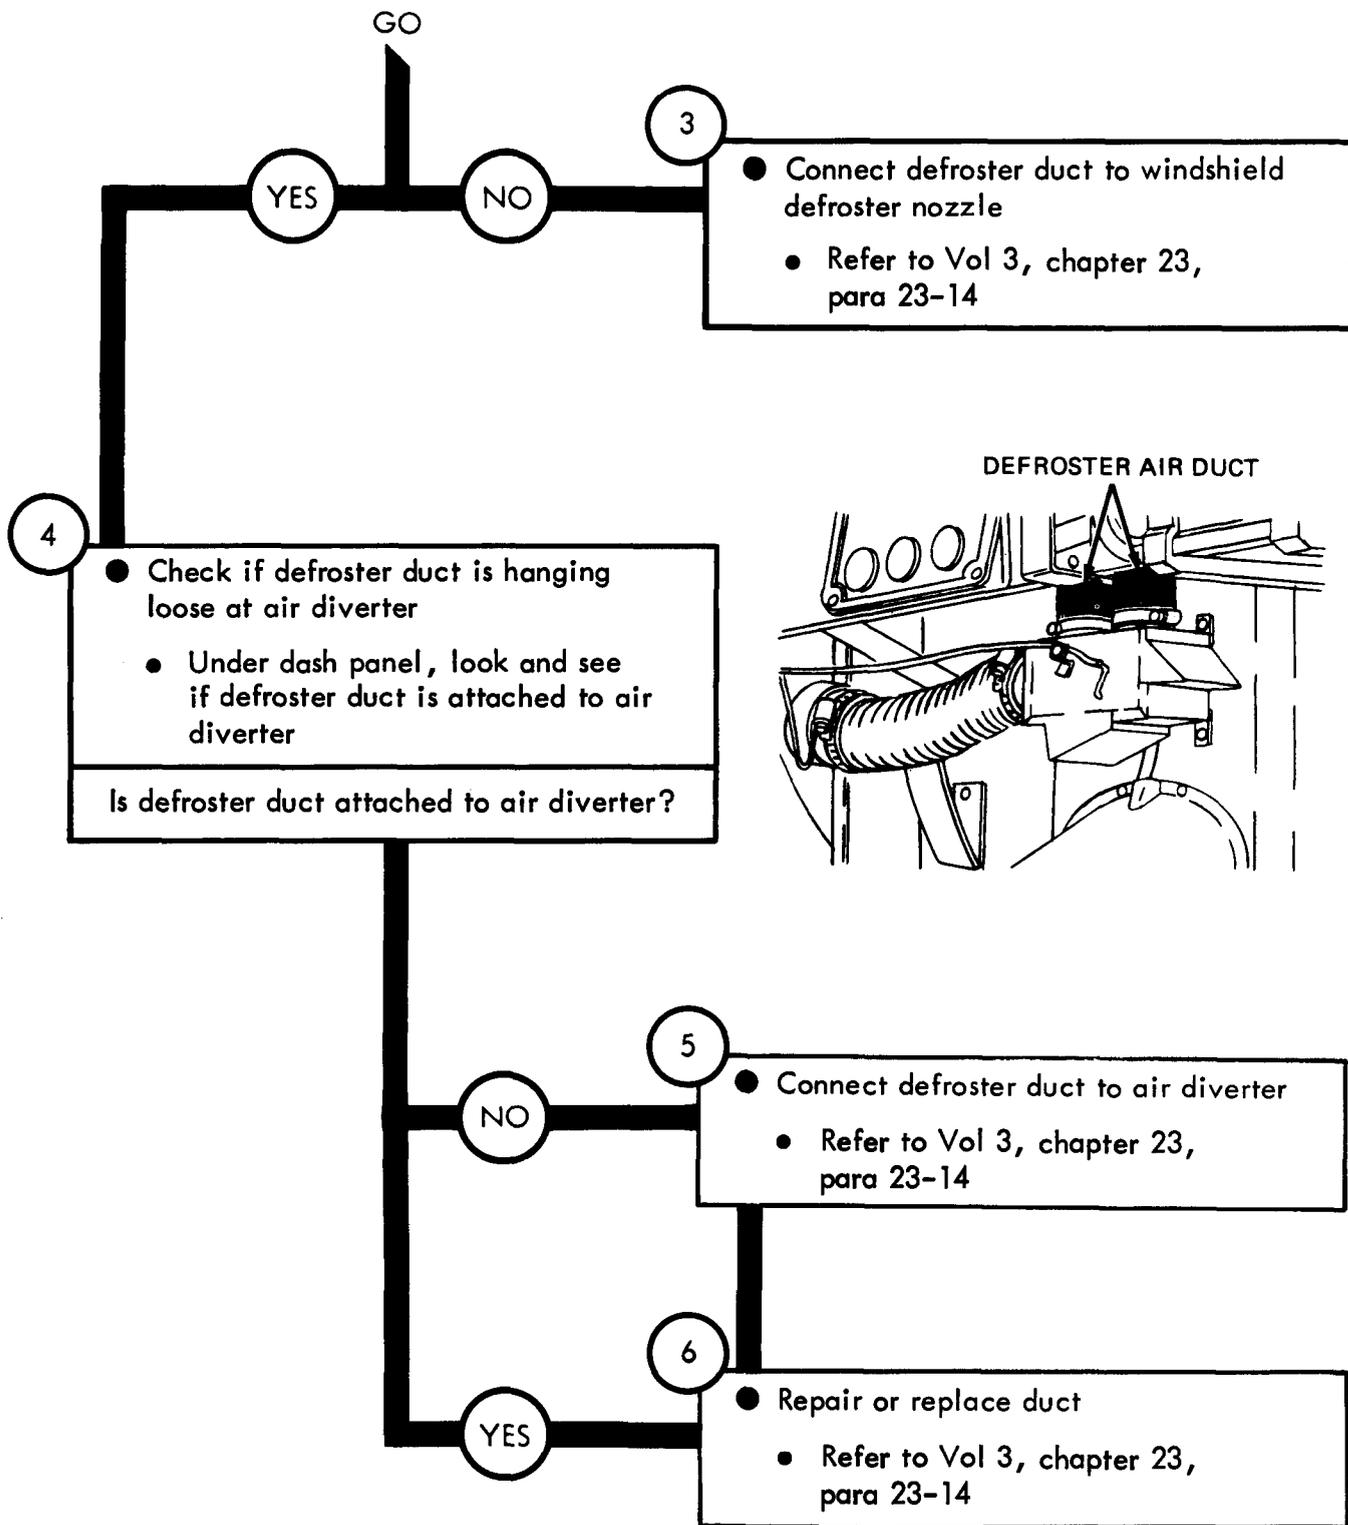 GO
YES
NO
3
● Connect defroster duct to windshield
defroster nozzle
● Refer to Vol 3, chapter 23,
para 23-14
DEFROSTER AIR DUCT
4
● Check if defroster duct is hanging
loose at air diverter
● Under dash panel, look and see
if defroster duct is attached to air
diverter
Is defroster duct attached to air diverter?
5
NO
● Connect defroster duct to air diverter
● Refer to Vol 3, chapter 23,
para 23-14
6
YES
● Repair or replace duct
● Refer to Vol 3, chapter 23,
para 23-14